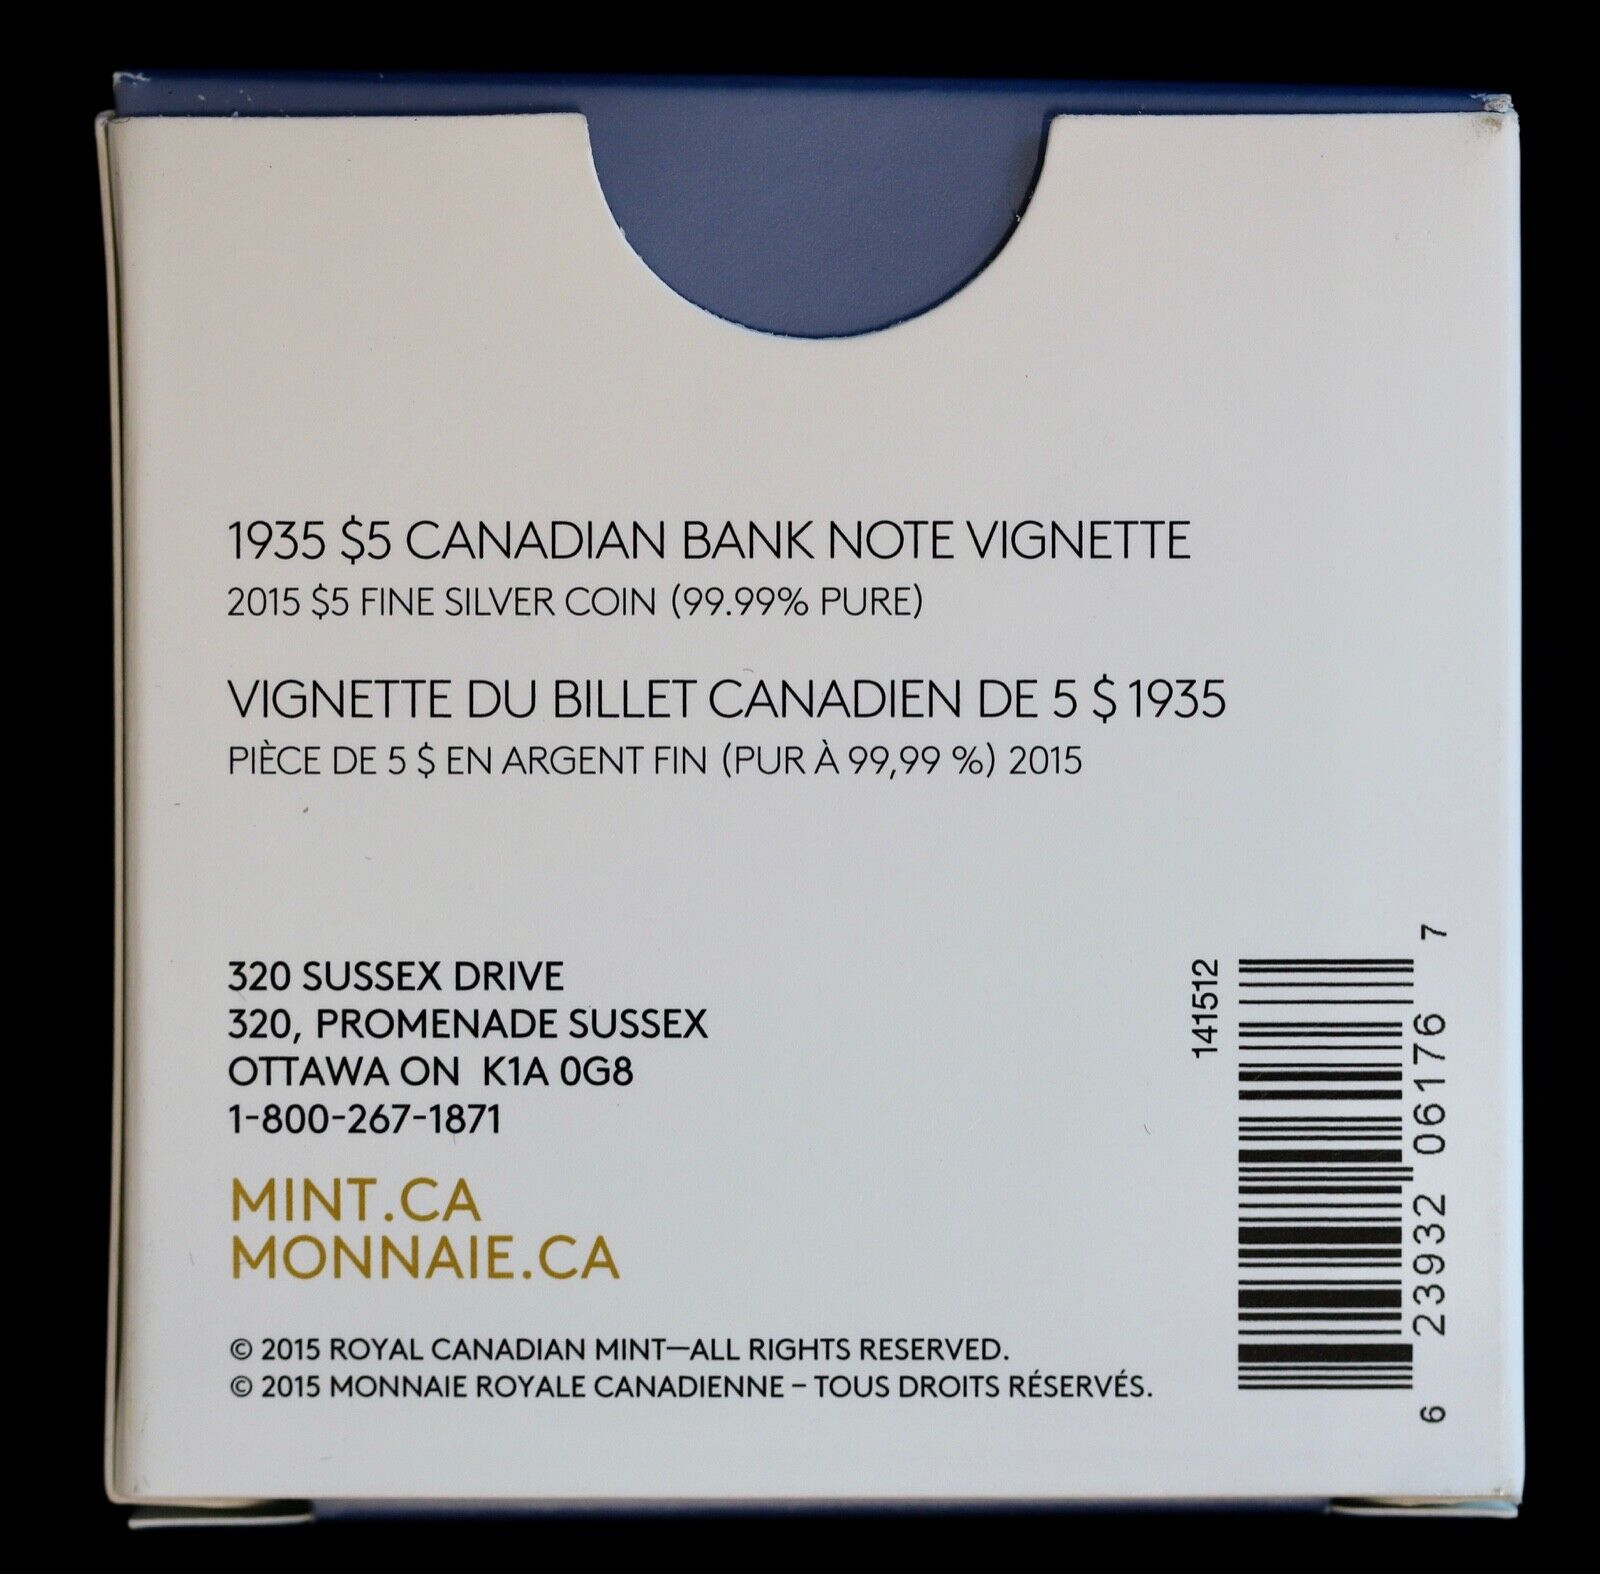 1935 $5 CANADIAN BANK NOTE VIGNETTE
2015 $5 FINE SILVER COIN (99.99% PURE)
VIGNETTE DU BILLET CANADIEN DE 5 $ 1935
PIÈCE DE 5 $ EN ARGENT FIN (PUR À 99,99 %) 2015
320 SUSSEX DRIVE
320, PROMENADE SUSSEX
OTTAWA ON K1A 0G8
1-800-267-1871
MINT.CA
MONNAIE.CA
© 2015 ROYAL CANADIAN MINT—ALL RIGHTS RESERVED.
© 2015 MONNAIE ROYALE CANADIENNE – TOUS DROITS RÉSERVÉS.
141512
6 23932 06176 7